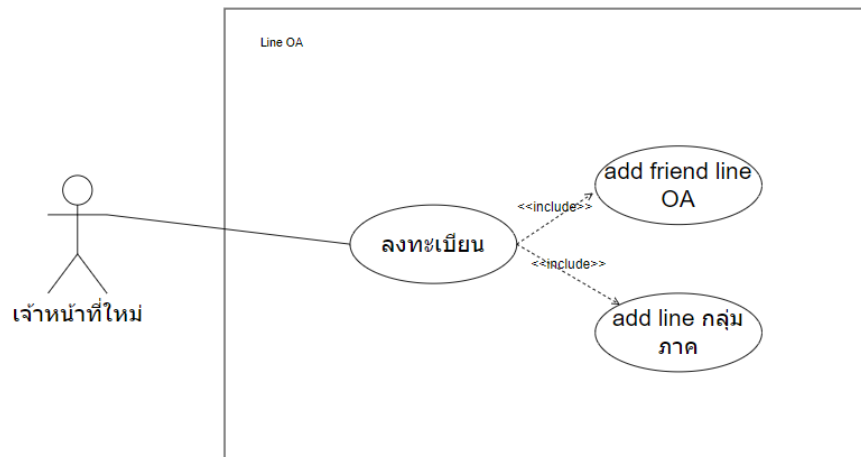 Line OA
add friend line
OA
<<include>>
ลงทะเบียน
<<include>>
เจ้าหน้าที่ใหม่
add line กลุ่ม
ภาค